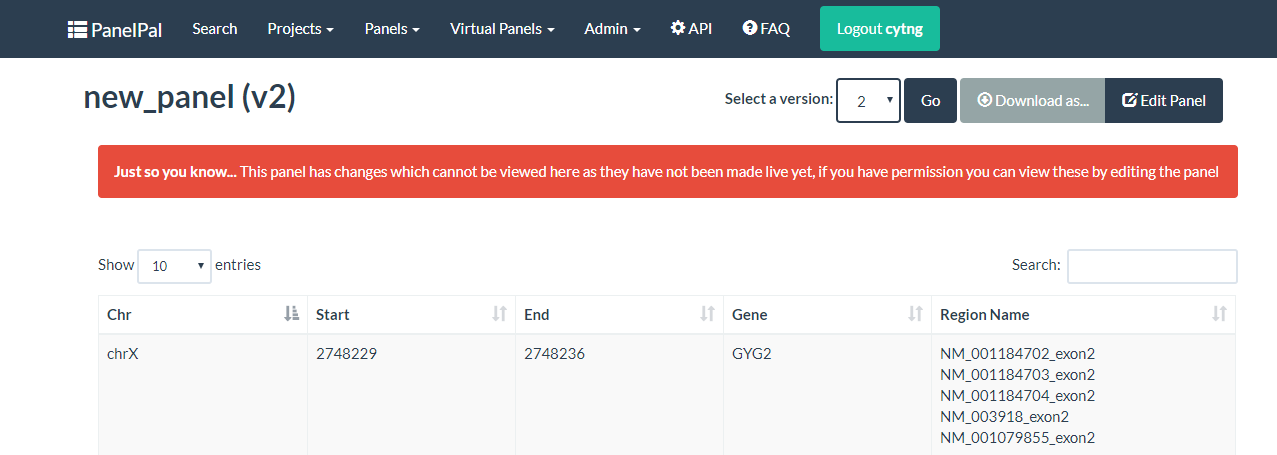 PanelPal Search Projects Panels Virtual Panels Admin API FAQ Logout cytng
new_panel (v2) Select a version: 2 Go Download as... Edit Panel
Just so you know... This panel has changes which cannot be viewed here as they have not been made live yet, if you have permission you can view these by editing the panel
Show 10 entries Search:
Chr Start End Gene Region Name
chrX 2748229 2748236 GYG2 NM_001184702_exon2
NM_001184703_exon2
NM_001184704_exon2
NM_003918_exon2
NM_001079855_exon2